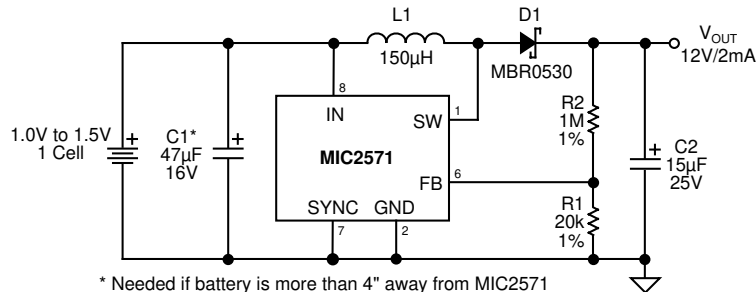 L1
150µH
D1
MBR0530
VOUT
12V/2mA
8
IN
SW
1
MIC2571
FB
6
SYNC
GND
7
2
1.0V to 1.5V
1 Cell
+
C1*
47µF
16V
+
R2
1M
1%
R1
20k
1%
+
C2
15µF
25V
* Needed if battery is more than 4" away from MIC2571